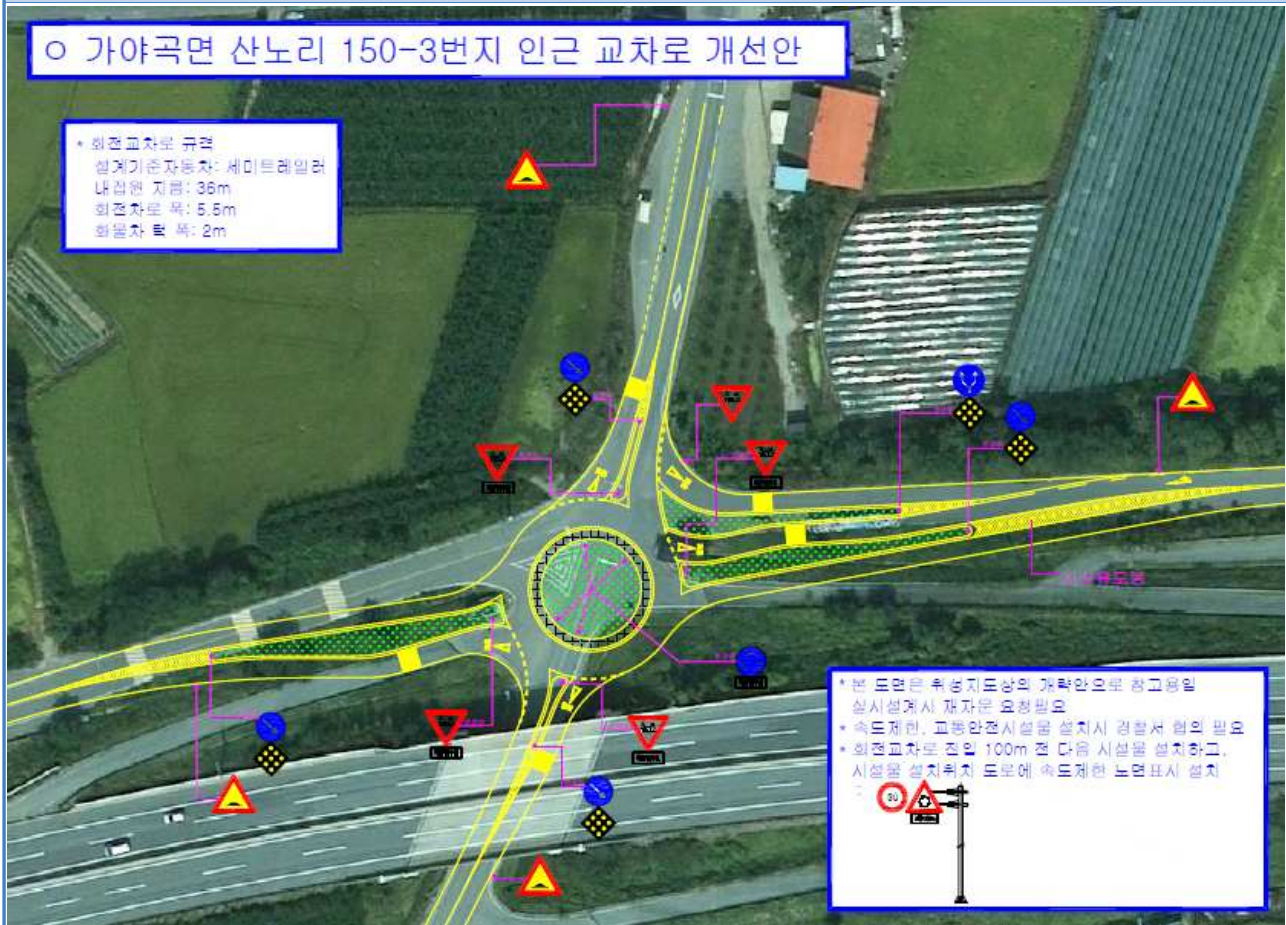 ○ 가야곡면 산노리 150-3번지 인근 교차로 개선안
* 회전교차로 규격
설계기준자동차: 세미트레일러
내접원 지름: 36m
회전차로 폭: 5.5m
화물차 턱 폭: 2m
시선유도봉
* 본 도면은 위성지도상의 개략안으로 참고용임
실시설계시 재자문 요청필요
* 속도제한, 교통안전시설물 설치시 경찰서 협의 필요
* 회전교차로 진입 100m 전 다음 시설물 설치하고,
시설물 설치위치 도로에 속도제한 노면표시 설치
30